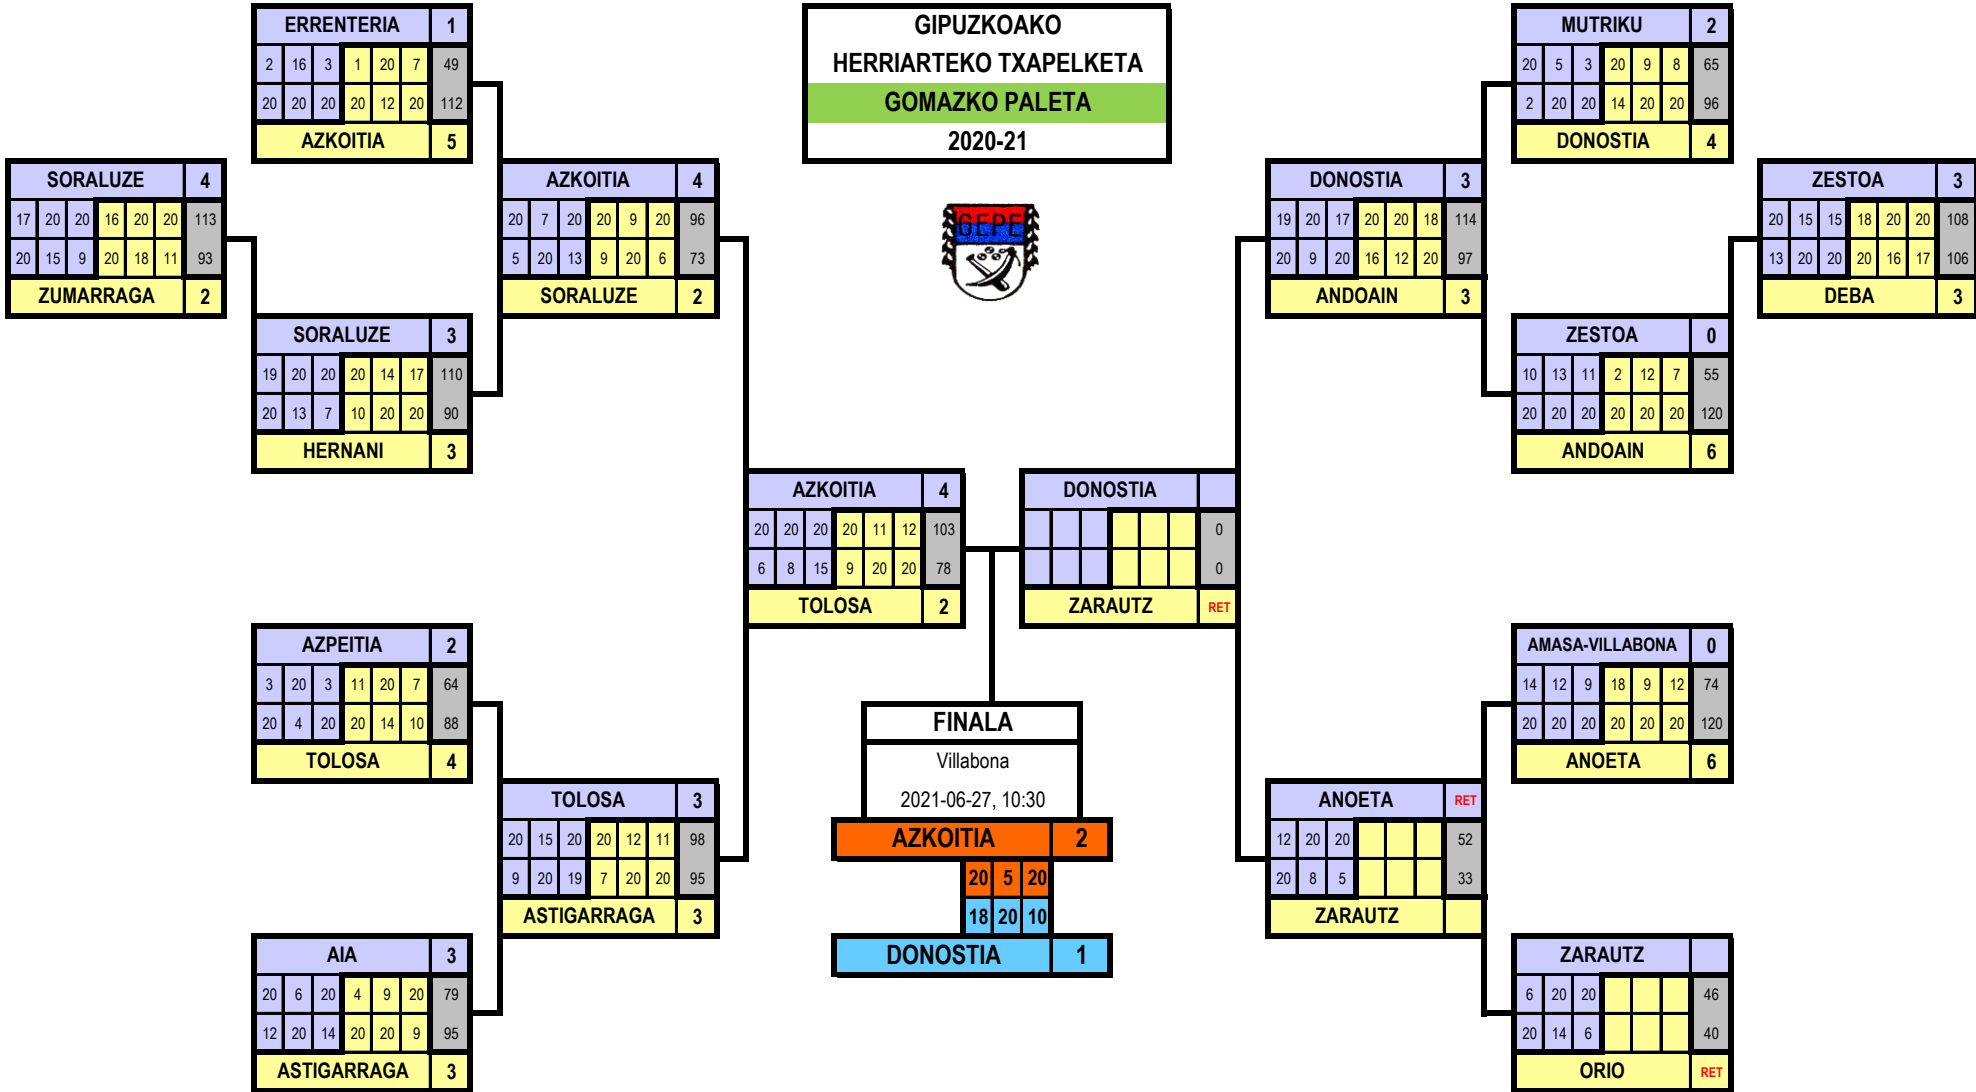 GIPUZKOAKO
HERRIARTEKO TXAPELKETA
GOMAZKO PALETA
2020-21
GEPE
ERRENTERIA 1
2 16 3 1 20 7 49
20 20 20 20 12 20 112
AZKOITIA 5
SORALUZE 4
17 20 20 16 20 20 113
20 15 9 20 18 11 93
ZUMARRAGA 2
SORALUZE 3
19 20 20 20 14 17 110
20 13 7 10 20 20 90
HERNANI 3
AZKOITIA 4
20 7 20 20 9 20 96
5 20 13 9 20 6 73
SORALUZE 2
AZPEITIA 2
3 20 3 11 20 7 64
20 4 20 20 14 10 88
TOLOSA 4
AIA 3
20 6 20 4 9 20 79
12 20 14 20 20 9 95
ASTIGARRAGA 3
TOLOSA 3
20 15 20 20 12 11 98
9 20 19 7 20 20 95
ASTIGARRAGA 3
AZKOITIA 4
20 20 20 20 11 12 103
6 8 15 9 20 20 78
TOLOSA 2
DONOSTIA
0
0
ZARAUTZ RET
FINALA
Villabona
2021-06-27, 10:30
AZKOITIA 2
20 5 20
18 20 10
DONOSTIA 1
MUTRIKU 2
20 5 3 20 9 8 65
2 20 20 14 20 20 96
DONOSTIA 4
DONOSTIA 3
19 20 17 20 20 18 114
20 9 20 16 12 20 97
ANDOAIN 3
ZESTOA 3
20 15 15 18 20 20 108
13 20 20 20 16 17 106
DEBA 3
ZESTOA 0
10 13 11 2 12 7 55
20 20 20 20 20 20 120
ANDOAIN 6
AMASA-VILLABONA 0
14 12 9 18 9 12 74
20 20 20 20 20 20 120
ANOETA 6
ANOETA RET
12 20 20 52
20 8 5 33
ZARAUTZ
ZARAUTZ
6 20 20 46
20 14 6 40
ORIO RET